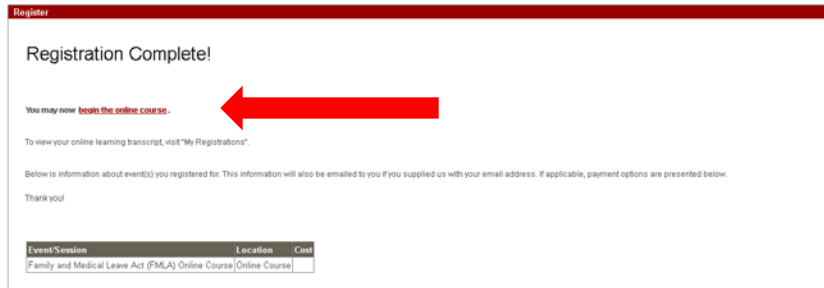 Register
Registration Complete!
You may now begin the online course.
To view your online learning transcript, visit "My Registrations".
Below is information about event(s) you registered for. This information will also be emailed to you if you supplied us with your email address. If applicable, payment options are presented below.
Thank you!
Event/Session Location Cost
Family and Medical Leave Act (FMLA) Online Course Online Course